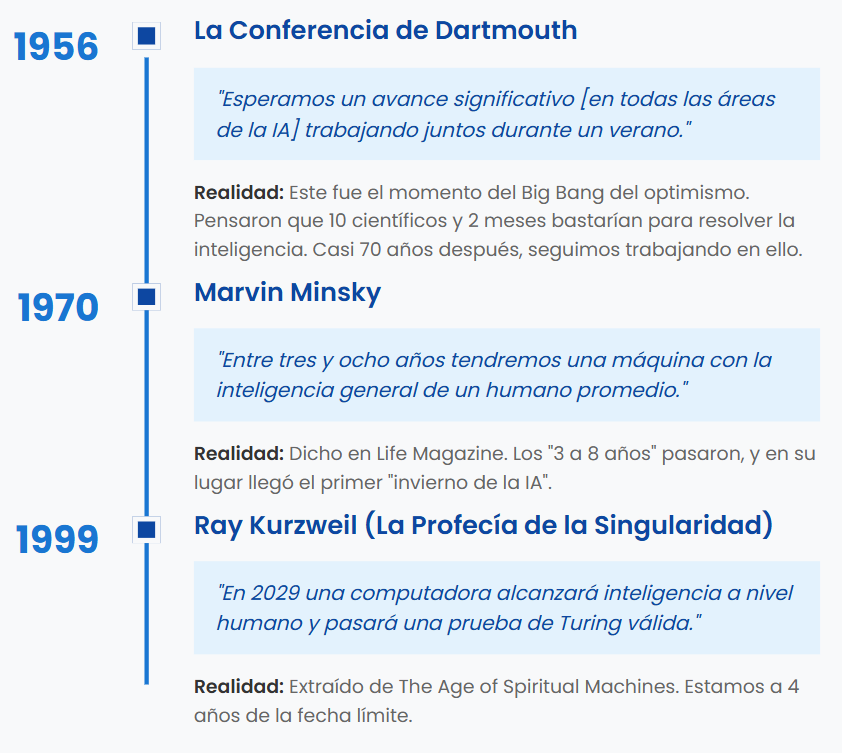 1956
La Conferencia de Dartmouth
"Esperamos un avance significativo [en todas las áreas
de la IA] trabajando juntos durante un verano."
Realidad: Este fue el momento del Big Bang del optimismo.
Pensaron que 10 científicos y 2 meses bastarían para resolver la
inteligencia. Casi 70 años después, seguimos trabajando en ello.
1970
Marvin Minsky
"Entre tres y ocho años tendremos una máquina con la
inteligencia general de un humano promedio."
Realidad: Dicho en Life Magazine. Los "3 a 8 años" pasaron, y en su
lugar llegó el primer "invierno de la IA".
1999
Ray Kurzweil (La Profecía de la Singularidad)
"En 2029 una computadora alcanzará inteligencia a nivel
humano y pasará una prueba de Turing válida."
Realidad: Extraído de The Age of Spiritual Machines. Estamos a 4
años de la fecha límite.